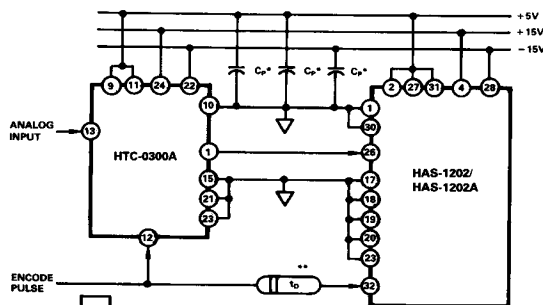 +5V
+15V
−15V
Cp* Cp* Cp*
9 11 24 22
2 27 31 4 28
10
1
30
ANALOG
INPUT
13
HTC-0300A
1
26
HAS-1202/
HAS-1202A
15
17
21
18
23
19
20
12
23
ENCODE
PULSE
**
tD
32